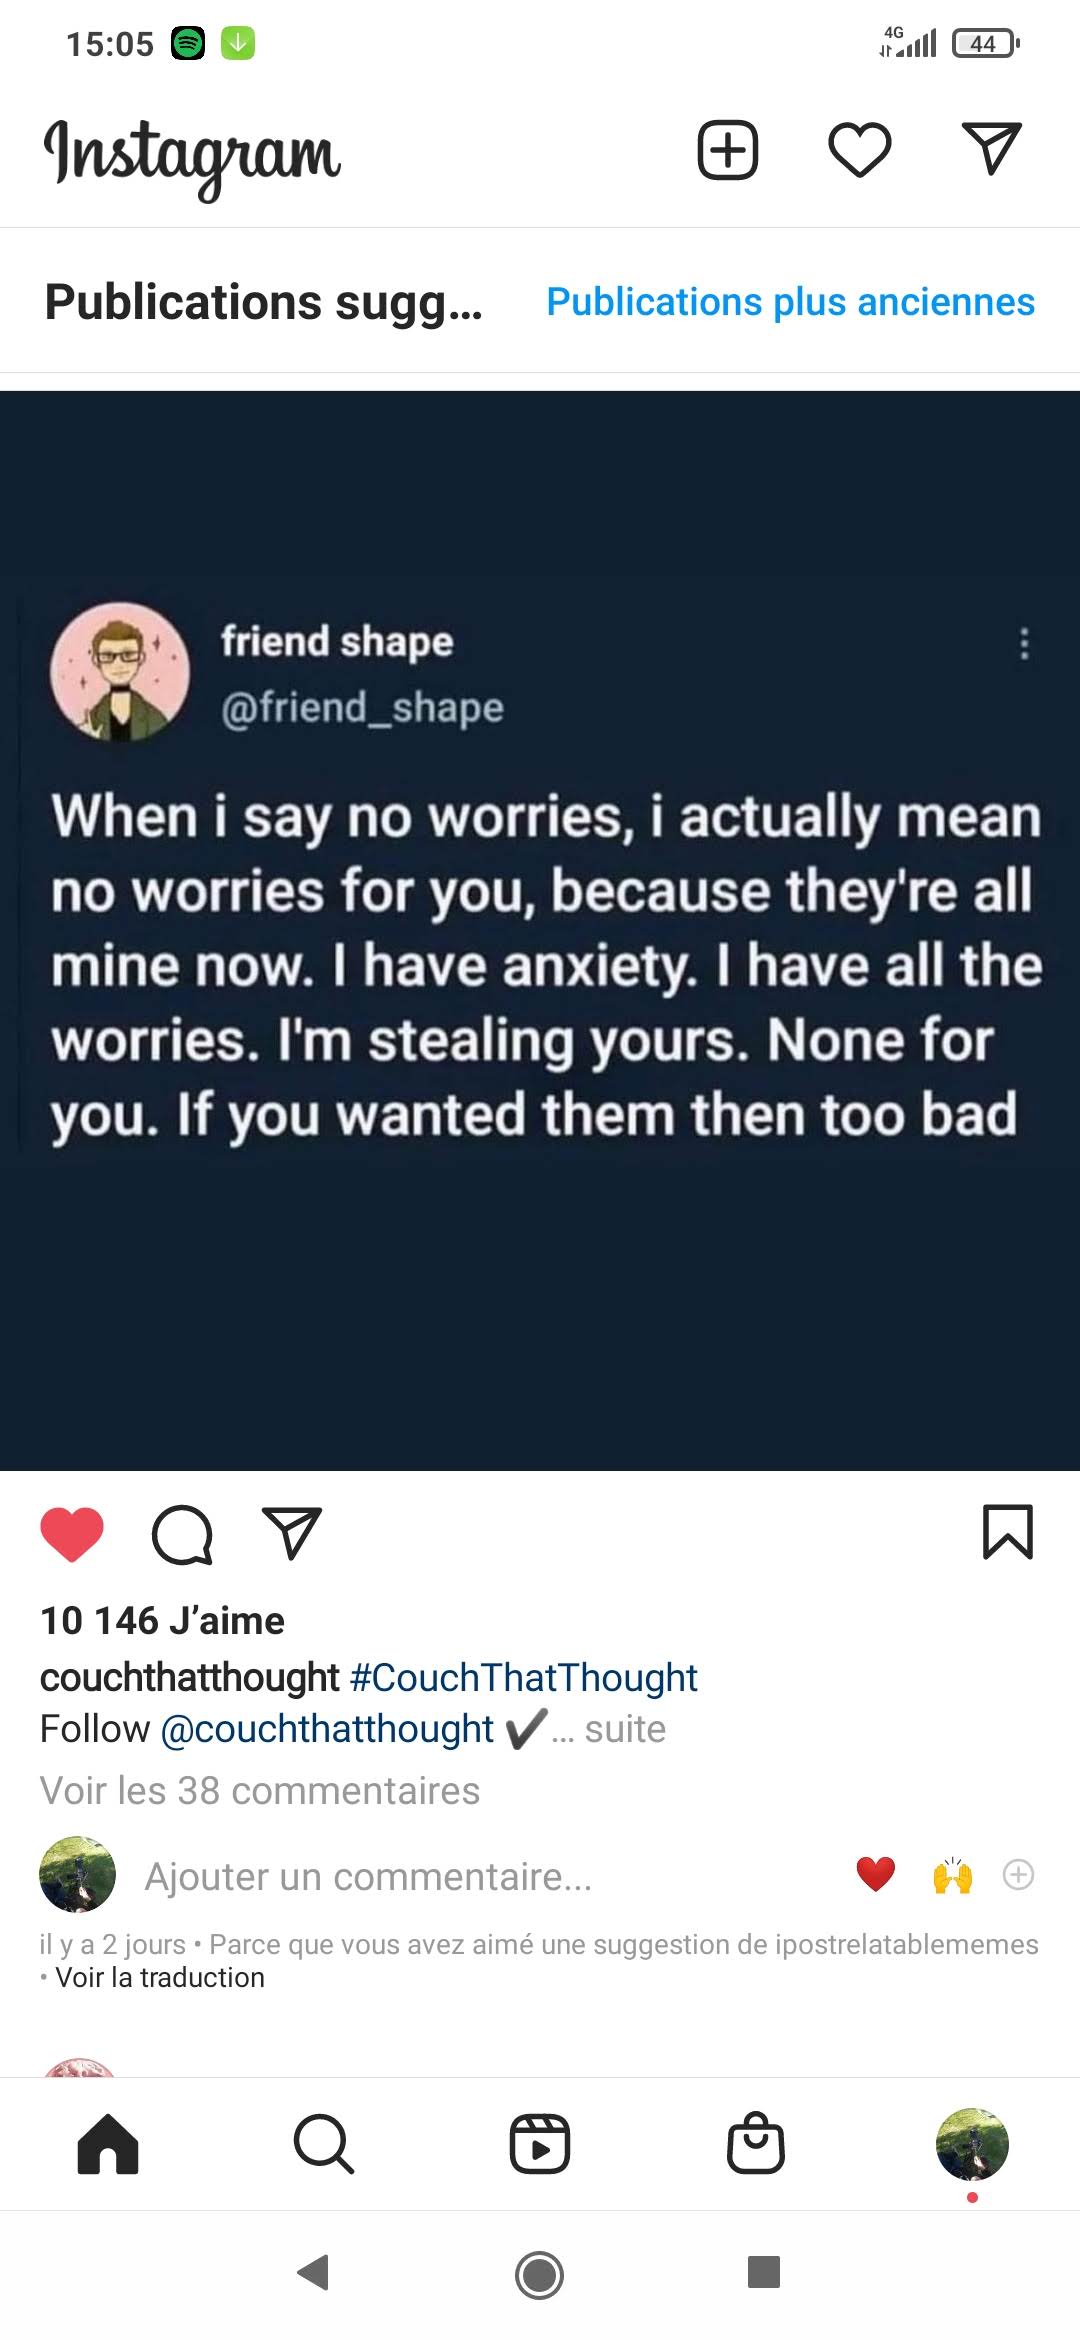 15:05
4G
44
Instagram
Publications sugg...
Publications plus anciennes
friend shape
@friend_shape
When i say no worries, i actually mean
no worries for you, because they're all
mine now. I have anxiety. I have all the
worries. I'm stealing yours. None for
you. If you wanted them then too bad
10 146 J’aime
couchthatthought #CouchThatThought
Follow @couchthatthought ✔... suite
Voir les 38 commentaires
Ajouter un commentaire...
il y a 2 jours • Parce que vous avez aimé une suggestion de ipostrelatablememes
• Voir la traduction